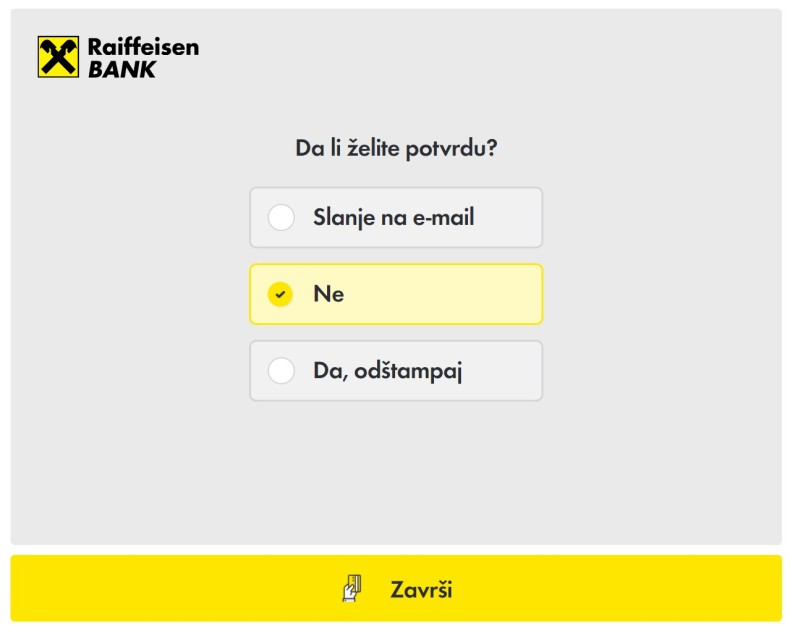 Raiffeisen
BANK
Da li želite potvrdu?
Slanje na e-mail
Ne
Da, odštampaj
Završi